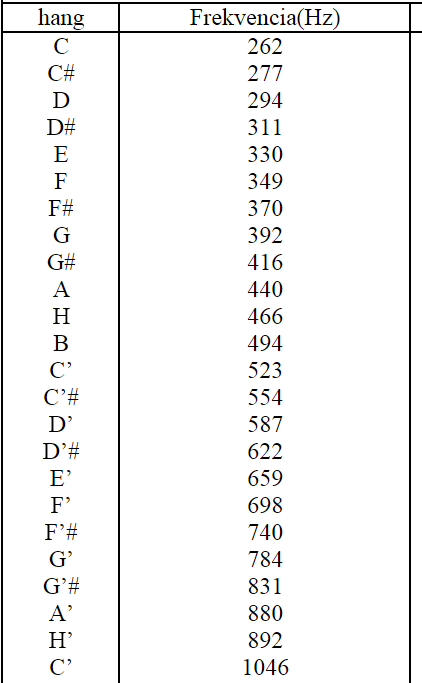 hang Frekvencia(Hz)
C 262
C# 277
D 294
D# 311
E 330
F 349
F# 370
G 392
G# 416
A 440
H 466
B 494
C’ 523
C’# 554
D’ 587
D’# 622
E’ 659
F’ 698
F’# 740
G’ 784
G’# 831
A’ 880
H’ 892
C’ 1046